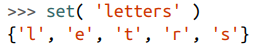 >>> set( 'letters' )
{'l', 'e', 't', 'r', 's'}